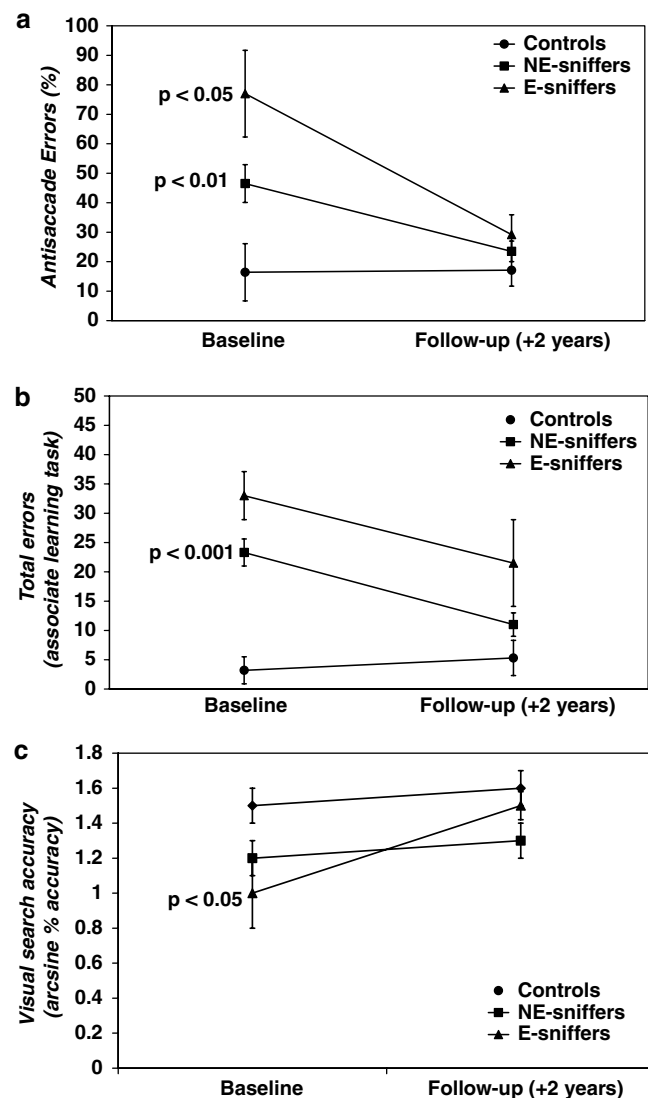 a
Antisaccade Errors (%)
100
90
80
70
60
50
40
30
20
10
0
p < 0.05
p < 0.01
Controls
NE-sniffers
E-sniffers
Baseline
Follow-up (+2 years)
b
Total errors
(associate learning task)
50
45
40
35
30
25
20
15
10
5
0
p < 0.001
Controls
NE-sniffers
E-sniffers
Baseline
Follow-up (+2 years)
c
Visual search accuracy
(arcsine % accuracy)
1.8
1.6
1.4
1.2
1
0.8
0.6
0.4
0.2
0
p < 0.05
Controls
NE-sniffers
E-sniffers
Baseline
Follow-up (+2 years)